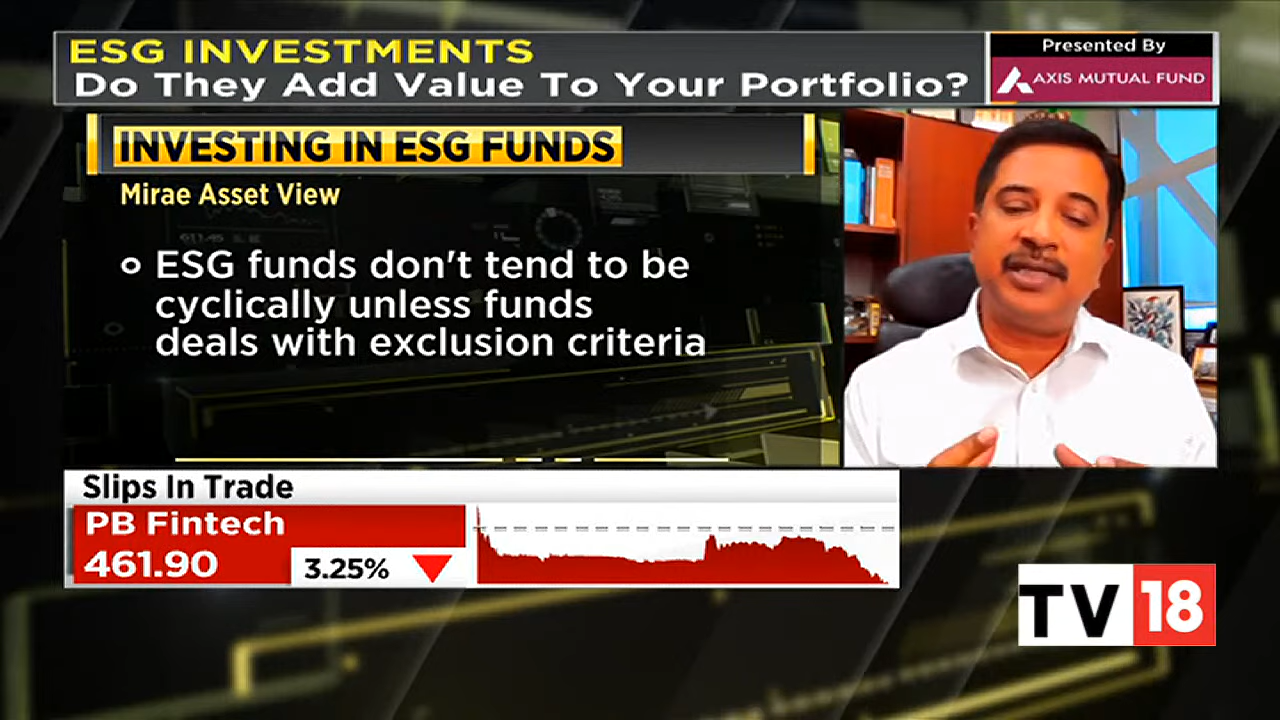 ESG INVESTMENTS
Do They Add Value To Your Portfolio?
Presented By
AXIS MUTUAL FUND
INVESTING IN ESG FUNDS
Mirae Asset View
ESG funds don't tend to be
cyclically unless funds
deals with exclusion criteria
Slips In Trade
PB Fintech
461.90
3.25%
TV18